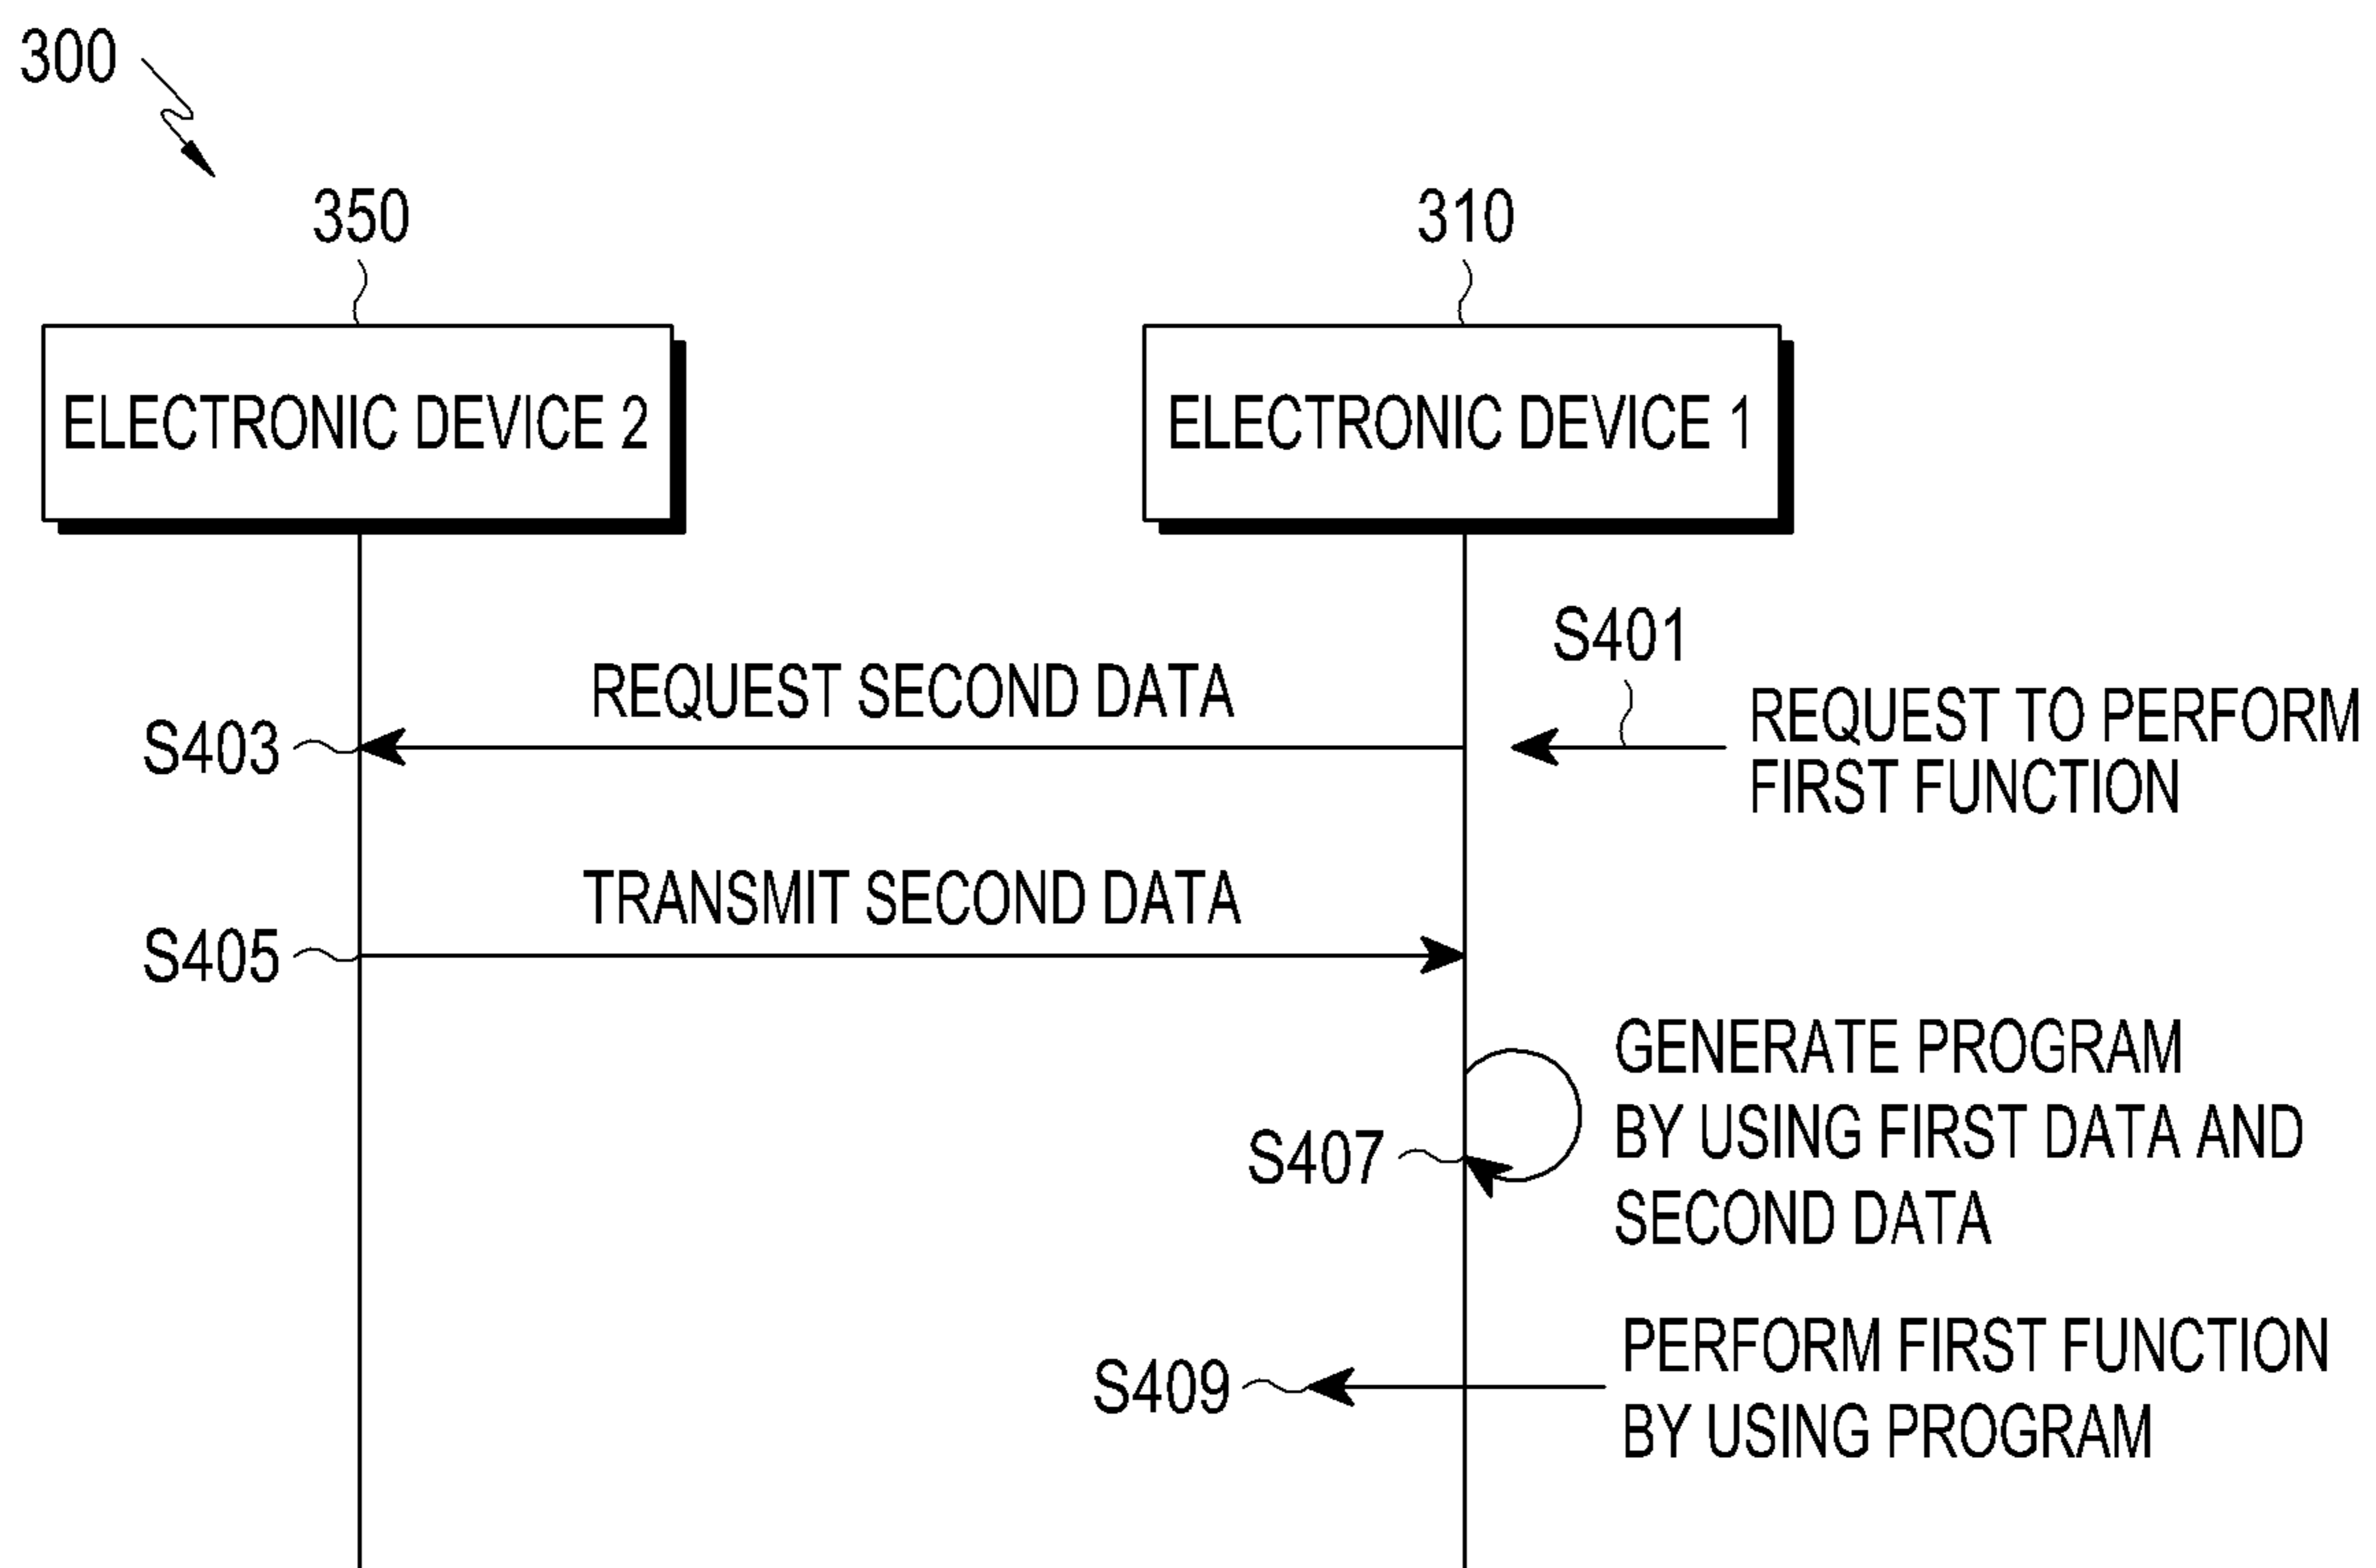 300
350
310
ELECTRONIC DEVICE 2
ELECTRONIC DEVICE 1
S401
REQUEST SECOND DATA
REQUEST TO PERFORM
FIRST FUNCTION
S403
TRANSMIT SECOND DATA
S405
GENERATE PROGRAM
BY USING FIRST DATA AND
SECOND DATA
S407
PERFORM FIRST FUNCTION
BY USING PROGRAM
S409